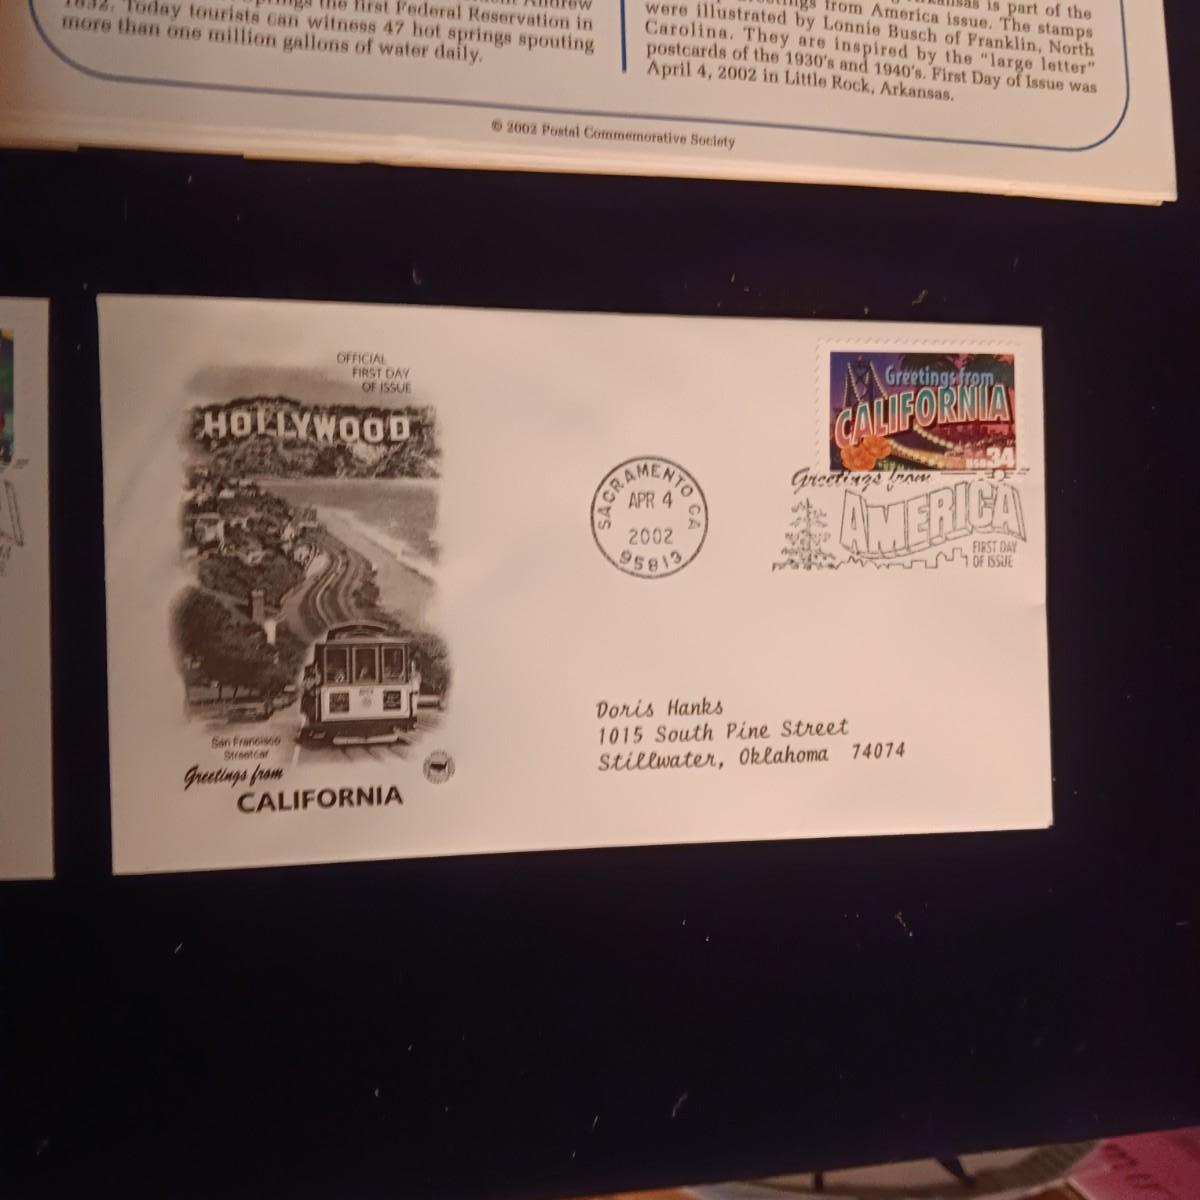 1832. Today tourists can witness 47 hot springs spouting
more than one million gallons of water daily.
the first Federal Reservation in
Andrew
is part of the
from America issue. The stamps
were illustrated by Lonnie Busch of Franklin, North
Carolina. They are inspired by the "large letter"
postcards of the 1930's and 1940's. First Day of Issue was
April 4, 2002 in Little Rock, Arkansas.
© 2002 Postal Commemorative Society
OFFICIAL
FIRST DAY
OF ISSUE
HOLLYWOOD
San Francisco
Streetcar
Greetings from
CALIFORNIA
SACRAMENTO CA
APR 4
2002
95813
Greetings from
CALIFORNIA
USA 34
Greetings from
AMERICA
FIRST DAY
OF ISSUE
Doris Hanks
1015 South Pine Street
Stillwater, Oklahoma 74074